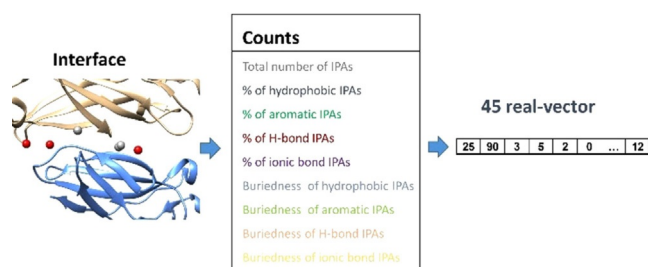 Interface
Counts
Total number of IPAs
% of hydrophobic IPAs
% of aromatic IPAs
% of H-bond IPAs
% of ionic bond IPAs
Buriedness of hydrophobic IPAs
Buriedness of aromatic IPAs
Buriedness of H-bond IPAs
Buriedness of ionic bond IPAs
45 real-vector
25 90 3 5 2 0 ... 12